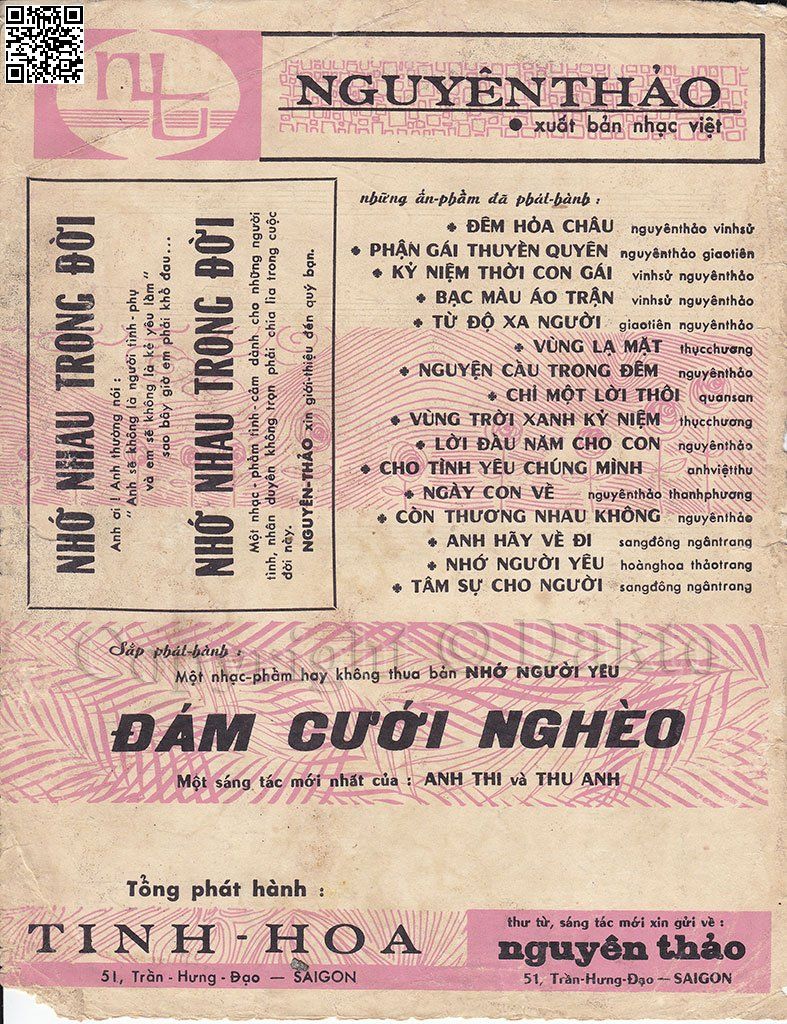 nt
NGUYÊNTHẢO
• xuất bản nhạc việt
NHỚ NHAU TRONG ĐỜI
Anh ơi ! Anh thường nói :
" Anh sẽ không là người tình - phụ
và em sẽ không là kẻ yêu lầm "
sao bây giờ em phải khổ đau...
NHỚ NHAU TRONG ĐỜI
Một nhạc - phẩm tình - cảm dành cho những người
tình, nhân duyên không trọn phải chia lìa trong cuộc
đời này.
NGUYÊN-THẢO xin giới-thiệu đến quý bạn.
những ấn-phẩm đã phát-hành :
ĐÊM HỎA CHÂU nguyênthảo vinhsử
PHẬN GÁI THUYỀN QUYÊN nguyênthảo giaotiên
KỶ NIỆM THỜI CON GÁI vinhsử nguyênthảo
BẠC MÀU ÁO TRẬN vinhsử nguyênthảo
TỪ ĐỘ XA NGƯỜI giaotiên nguyênthảo
VÙNG LẠ MẶT thụcchương
NGUYỆN CẦU TRONG ĐÊM nguyênthảo
CHỈ MỘT LỜI THÔI quansan
VÙNG TRỜI XANH KỶ NIỆM thụcchương
LỜI ĐẦU NĂM CHO CON nguyênthảo
CHO TÌNH YÊU CHÚNG MÌNH anhviệtthu
NGÀY CON VỀ nguyênthảo thanhphương
CÒN THƯƠNG NHAU KHÔNG nguyênthảo
ANH HÃY VỀ ĐI sangđông ngântrang
NHỚ NGƯỜI YÊU hoànghoa thảotrang
TÂM SỰ CHO NGƯỜI sangđông ngântrang
Copyright © Daktu
Sắp phát-hành :
Một nhạc-phẩm hay không thua bản NHỚ NGƯỜI YÊU
ĐÁM CƯỚI NGHÈO
Một sáng tác mới nhất của : ANH THI và THU ANH
Tổng phát hành :
TINH - HOA
51, Trần - Hưng - Đạo — SAIGON
thư từ, sáng tác mới xin gửi về :
nguyên thảo
51, Trần-Hưng-Đạo — SAIGON